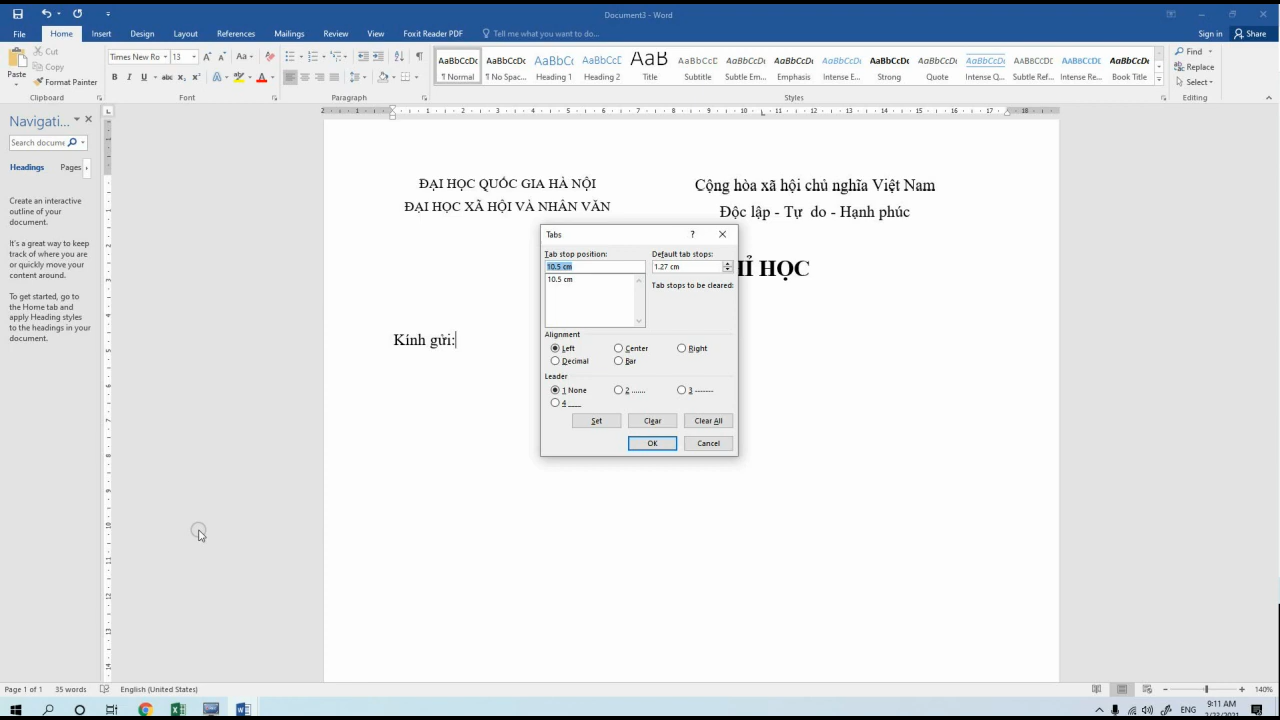 Document3 - Word
Sign in
Share
File
Home
Insert
Design
Layout
References
Mailings
Review
View
Foxit Reader PDF
Tell me what you want to do...
Paste
Cut
Copy
Format Painter
Clipboard
Times New Ro
13
Font
Paragraph
AaBbCcDc
¶ Normal
AaBbCcDc
¶ No Spac...
AaBbCc
Heading 1
AaBbCcD
Heading 2
AaB
Title
AaBbCcD
Subtitle
AaBbCcDt
Subtle Em...
AaBbCcDt
Emphasis
AaBbCcDt
Intense E...
AaBbCcDc
Strong
AaBbCcDt
Quote
AaBbCcDt
Intense Q...
AaBbCcDc
Subtle Ref...
AaBbCcDc
Intense Re...
AaBbCcDt
Book Title
Styles
Find
Replace
Select
Editing
Navigati...
Search docume
Headings
Pages
Create an interactive
outline of your
document.
It's a great way to keep
track of where you are
or quickly move your
content around.
To get started, go to
the Home tab and
apply Heading styles
to the headings in your
document.
ĐẠI HỌC QUỐC GIA HÀ NỘI
Cộng hòa xã hội chủ nghĩa Việt Nam
ĐẠI HỌC XÃ HỘI VÀ NHÂN VĂN
Độc lập - Tự do - Hạnh phúc
HỌC
Kính gửi:
Tabs
Tab stop position:
Default tab stops:
10.5 cm
1.27 cm
10.5 cm
Tab stops to be cleared:
Alignment
Left
Center
Right
Decimal
Bar
Leader
1 None
2 .......
3 -------
4 ___
Set
Clear
Clear All
OK
Cancel
Page 1 of 1
35 words
English (United States)
140%
ENG
9:11 AM